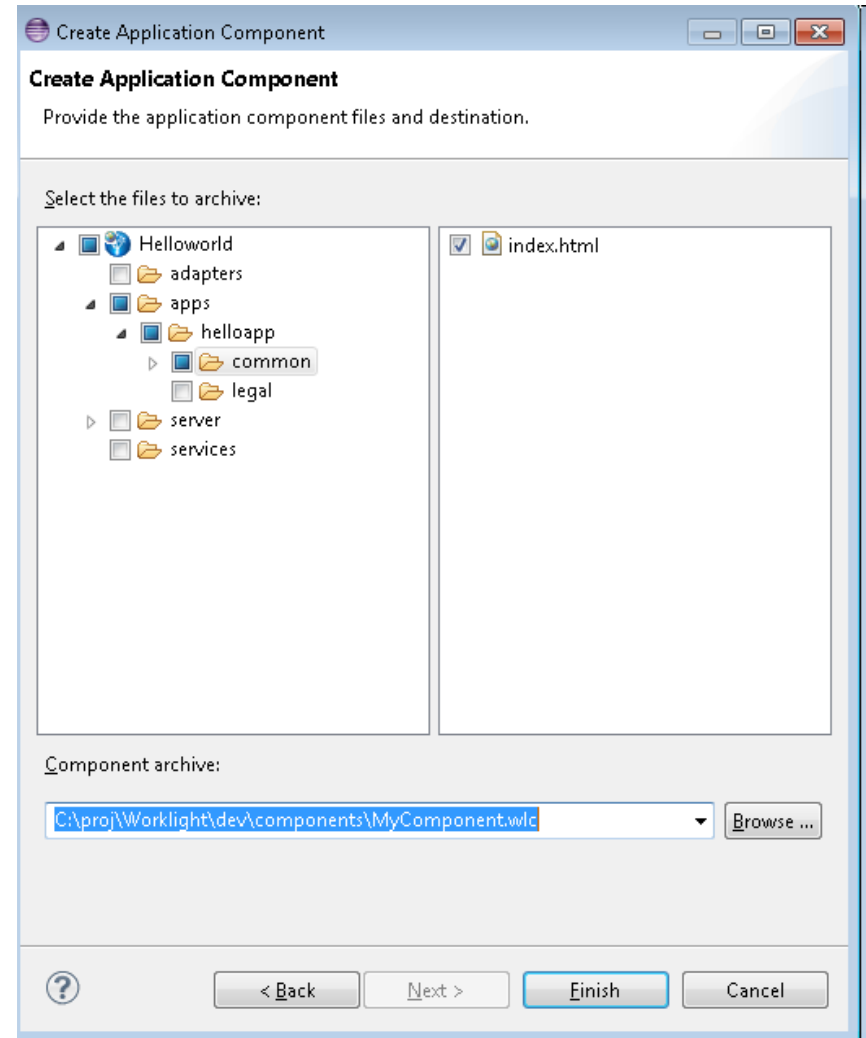 Create Application Component
Create Application Component
Provide the application component files and destination.
Select the files to archive:
Helloworld
adapters
apps
helloapp
common
legal
server
services
index.html
Component archive:
C:\proj\Worklight\dev\components\MyComponent.wlc
Browse ...
?
< Back
Next >
Finish
Cancel